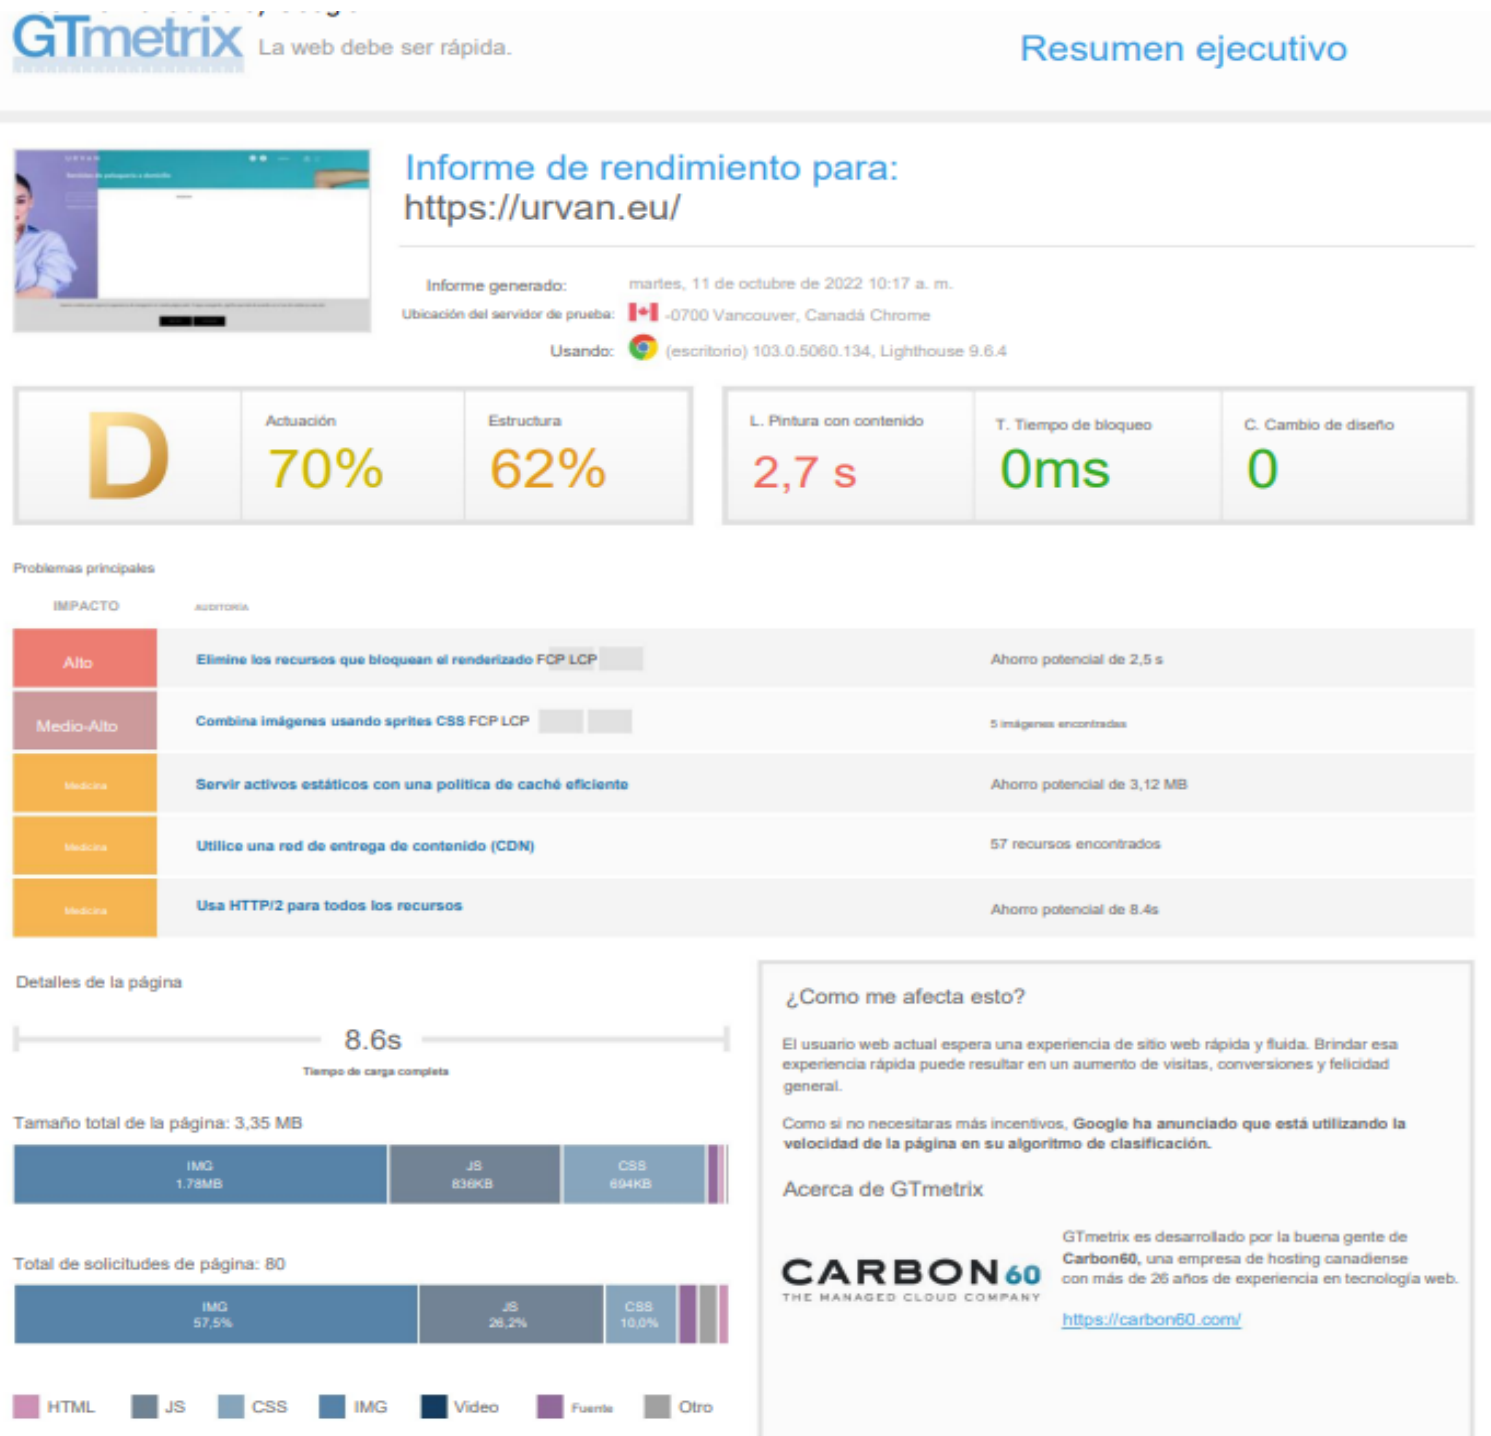 GTmetrix La web debe ser rápida.
Resumen ejecutivo
URVAN
Servicios de peluquería a domicilio
Informe de rendimiento para:
https://urvan.eu/
Informe generado: martes, 11 de octubre de 2022 10:17 a. m.
Ubicación del servidor de prueba: -0700 Vancouver, Canadá Chrome
Usando: (escritorio) 103.0.5060.134, Lighthouse 9.6.4
D
Actuación
70%
Estructura
62%
L. Pintura con contenido
2,7 s
T. Tiempo de bloqueo
0ms
C. Cambio de diseño
0
Problemas principales
IMPACTO AUDITORÍA
Alto Elimine los recursos que bloquean el renderizado FCP LCP Ahorro potencial de 2,5 s
Medio-Alto Combina imágenes usando sprites CSS FCP LCP 5 imágenes encontradas
Medicina Servir activos estáticos con una política de caché eficiente Ahorro potencial de 3,12 MB
Medicina Utilice una red de entrega de contenido (CDN) 57 recursos encontrados
Medicina Usa HTTP/2 para todos los recursos Ahorro potencial de 8.4s
Detalles de la página
8.6s
Tiempo de carga completa
Tamaño total de la página: 3,35 MB
IMG
1.78MB
JS
836KB
CSS
694KB
Total de solicitudes de página: 80
IMG
57,5%
JS
26,2%
CSS
10,0%
HTML JS CSS IMG Video Fuente Otro
¿Como me afecta esto?
El usuario web actual espera una experiencia de sitio web rápida y fluida. Brindar esa
experiencia rápida puede resultar en un aumento de visitas, conversiones y felicidad
general.
Como si no necesitaras más incentivos, Google ha anunciado que está utilizando la
velocidad de la página en su algoritmo de clasificación.
Acerca de GTmetrix
CARBON60
THE MANAGED CLOUD COMPANY
GTmetrix es desarrollado por la buena gente de
Carbon60, una empresa de hosting canadiense
con más de 26 años de experiencia en tecnología web.
https://carbon60.com/